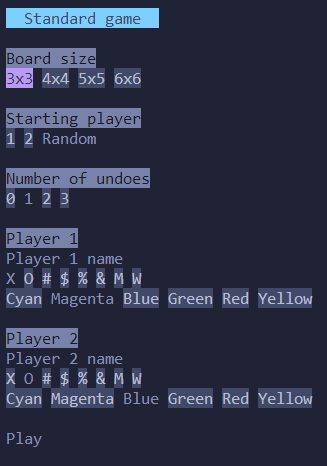 Standard game
Board size
3x3 4x4 5x5 6x6
Starting player
1 2 Random
Number of undoes
0 1 2 3
Player 1
Player 1 name
X O # $ % & M W
Cyan Magenta Blue Green Red Yellow
Player 2
Player 2 name
X O # $ % & M W
Cyan Magenta Blue Green Red Yellow
Play